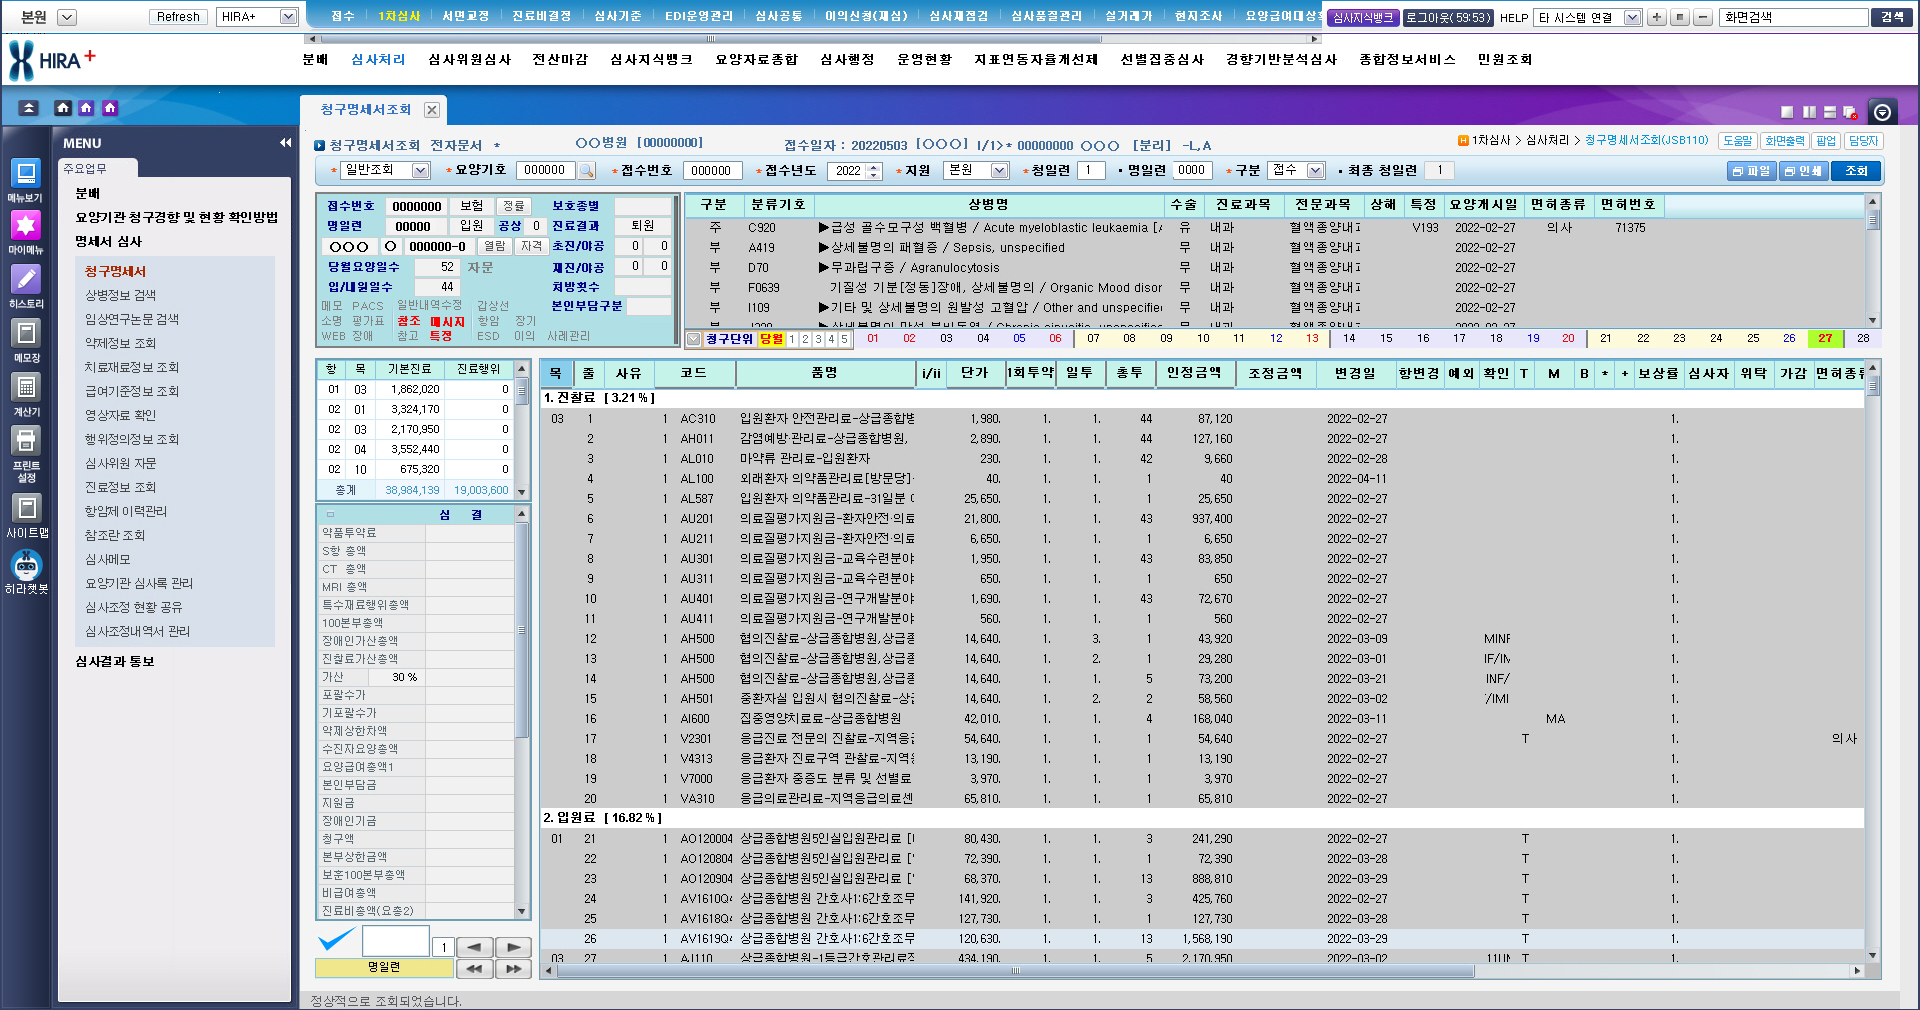 본원 Refresh HIRA+ 접수 1차심사 서면교정 진료비결정 심사기준 EDI운영관리 심사공통 이의신청(재심) 심사재점검 심사품질관리 실거래가 현지조사 요양급여대상 심사지식뱅크 로그아웃(59:53) HELP 타 시스템 연결 화면검색 검색
HIRA+ 분배 심사처리 심사위원심사 전산마감 심사지식뱅크 요양자료종합 심사행정 운영현황 지표연동자율개선제 선별집중심사 경향기반분석심사 종합정보서비스 민원조회
청구명세서조회
MENU
주요업무
분배
요양기관 청구경향 및 현황 확인방법
명세서 심사
청구명세서
상병정보 검색
임상연구논문 검색
약제정보 조회
치료재료정보 조회
급여기준정보 조회
영상자료 확인
행위정의정보 조회
심사위원 자문
진료정보 조회
항암제 이력관리
참조란 조회
심사메모
요양기관 심사록 관리
심사조정 현황 공유
심사조정내역서 관리
심사결과 통보
메뉴보기
마이메뉴
히스토리
메모장
계산기
프린트
설정
사이트맵
히라챗봇
청구명세서조회 전자문서 * ○○병원 [00000000] 접수일자 : 20220503 [○○○] I/1>* 00000000 ○○○ [분리] -L,A
1차심사 > 심사처리 > 청구명세서조회(JSB110) 도움말 화면출력 팝업 담당자
* 일반조회 * 요양기호 000000 * 접수번호 000000 * 접수년도 2022 * 지원 본원 * 청일련 1 • 명일련 0000 * 구분 접수 • 최종 청일련 1 파일 인쇄 조회
접수번호 0000000 보험 정률 보호종별
명일련 00000 입원 공상 0 진료결과 퇴원
○○○ ○ 000000-0 열람 자격 초진/야공 0 0
당월요양일수 52 자문 재진/야공 0 0
입/내원일수 44 처방횟수
메모 PACS 일반내역수정 갑상선 본인부담구분
소명 평가표 참조 메시지 항암 장기
WEB 장애 참고 특정 ESD 이의 사례관리
구분 분류기호 상병명 수술 진료과목 전문과목 상해 특정 요양개시일 면허종류 면허번호
주 C920 ▶급성 골수모구성 백혈병 / Acute myeloblastic leukaemia [A 유 내과 혈액종양내과 V193 2022-02-27 의사 71375
부 A419 ▶상세불명의 패혈증 / Sepsis, unspecified 무 내과 혈액종양내과 2022-02-27
부 D70 ▶무과립구증 / Agranulocytosis 무 내과 혈액종양내과 2022-02-27
부 F0639 기질성 기분[정동]장애, 상세불명의 / Organic Mood disor 무 내과 혈액종양내과 2022-02-27
부 I109 ▶기타 및 상세불명의 원발성 고혈압 / Other and unspecifie 무 내과 혈액종양내과 2022-02-27
청구단위 당월 1 2 3 4 5 01 02 03 04 05 06 07 08 09 10 11 12 13 14 15 16 17 18 19 20 21 22 23 24 25 26 27 28
항 목 기본진료 진료행위
01 03 1,862,020 0
02 01 3,324,170 0
02 03 2,170,950 0
02 04 3,552,440 0
02 10 675,320 0
총계 38,984,139 19,003,600
심 결
약품투약료
S항 총액
CT 총액
MRI 총액
특수재료행위총액
100본부총액
장애인가산총액
진찰료가산총액
가산 30 %
포괄수가
기포괄수가
약제상한차액
수진자요양총액
요양급여총액1
본인부담금
지원금
장애인기금
청구액
본부상한금액
보훈100본부총액
비급여총액
진료비총액(요총2)
1
명일련
목 줄 사유 코드 품명 i/ii 단가 1회투약 일투 총투 인정금액 조정금액 변경일 항변경 예외 확인 T M B * + 보상률 심사자 위탁 가감 면허종류
1. 진찰료 [ 3.21 % ]
03 1 1 AC310 입원환자 안전관리료-상급종합병 1,980. 1. 1. 44 87,120 2022-02-27 1.
2 1 AH011 감염예방·관리료-상급종합병원, 2,890. 1. 1. 44 127,160 2022-02-27 1.
3 1 AL010 마약류 관리료-입원환자 230. 1. 1. 42 9,660 2022-02-28 1.
4 1 AL100 외래환자 의약품관리료[방문당] 40. 1. 1. 1 40 2022-04-11 1.
5 1 AL587 입원환자 의약품관리료-31일분 25,650. 1. 1. 1 25,650 2022-02-27 1.
6 1 AU201 의료질평가지원금-환자안전·의료 21,800. 1. 1. 43 937,400 2022-02-27 1.
7 1 AU211 의료질평가지원금-환자안전·의료 6,650. 1. 1. 1 6,650 2022-02-27 1.
8 1 AU301 의료질평가지원금-교육수련분야 1,950. 1. 1. 43 83,850 2022-02-27 1.
9 1 AU311 의료질평가지원금-교육수련분야 650. 1. 1. 1 650 2022-02-27 1.
10 1 AU401 의료질평가지원금-연구개발분야 1,690. 1. 1. 43 72,670 2022-02-27 1.
11 1 AU411 의료질평가지원금-연구개발분야 560. 1. 1. 1 560 2022-02-27 1.
12 1 AH500 협의진찰료-상급종합병원,상급종 14,640. 1. 3. 1 43,920 2022-03-09 MINF 1.
13 1 AH500 협의진찰료-상급종합병원,상급종 14,640. 1. 2. 1 29,280 2022-03-01 IF/IM 1.
14 1 AH500 협의진찰료-상급종합병원,상급종 14,640. 1. 1. 5 73,200 2022-03-21 INF/ 1.
15 1 AH501 중환자실 입원시 협의진찰료-상급 14,640. 1. 2. 2 58,560 2022-03-02 /IMI 1.
16 1 AI600 집중영양치료료-상급종합병원 42,010. 1. 1. 4 168,040 2022-03-11 MA 1.
17 1 V2301 응급진료 전문의 진찰료-지역응급 54,640. 1. 1. 1 54,640 2022-02-27 T 1. 의사
18 1 V4313 응급환자 진료구역 관찰료-지역응 13,190. 1. 1. 1 13,190 2022-02-27 1.
19 1 V7000 응급환자 중증도 분류 및 선별료 3,970. 1. 1. 1 3,970 2022-02-27 1.
20 1 VA310 응급의료관리료-지역응급의료센 65,810. 1. 1. 1 65,810 2022-02-27 1.
2. 입원료 [ 16.82 % ]
01 21 1 AO120004 상급종합병원5인실입원관리료 [ 80,430. 1. 1. 3 241,290 2022-02-27 T 1.
22 1 AO120804 상급종합병원5인실입원관리료 [ 72,390. 1. 1. 1 72,390 2022-03-28 T 1.
23 1 AO120904 상급종합병원5인실입원관리료 [ 68,370. 1. 1. 13 888,810 2022-03-29 T 1.
24 1 AV1610Q4 상급종합병원 간호사1:6간호조무 141,920. 1. 1. 3 425,760 2022-02-27 T 1.
25 1 AV1618Q4 상급종합병원 간호사1:6간호조무 127,730. 1. 1. 1 127,730 2022-03-28 T 1.
26 1 AV1619Q4 상급종합병원 간호사1:6간호조무 120,630. 1. 1. 13 1,568,190 2022-03-29 T 1.
03 27 1 AJ110 상급종합병원-1등급간호관리료적 434,190. 1. 1. 5 2,170,950 2022-03-02 T 1.
정상적으로 조회되었습니다.